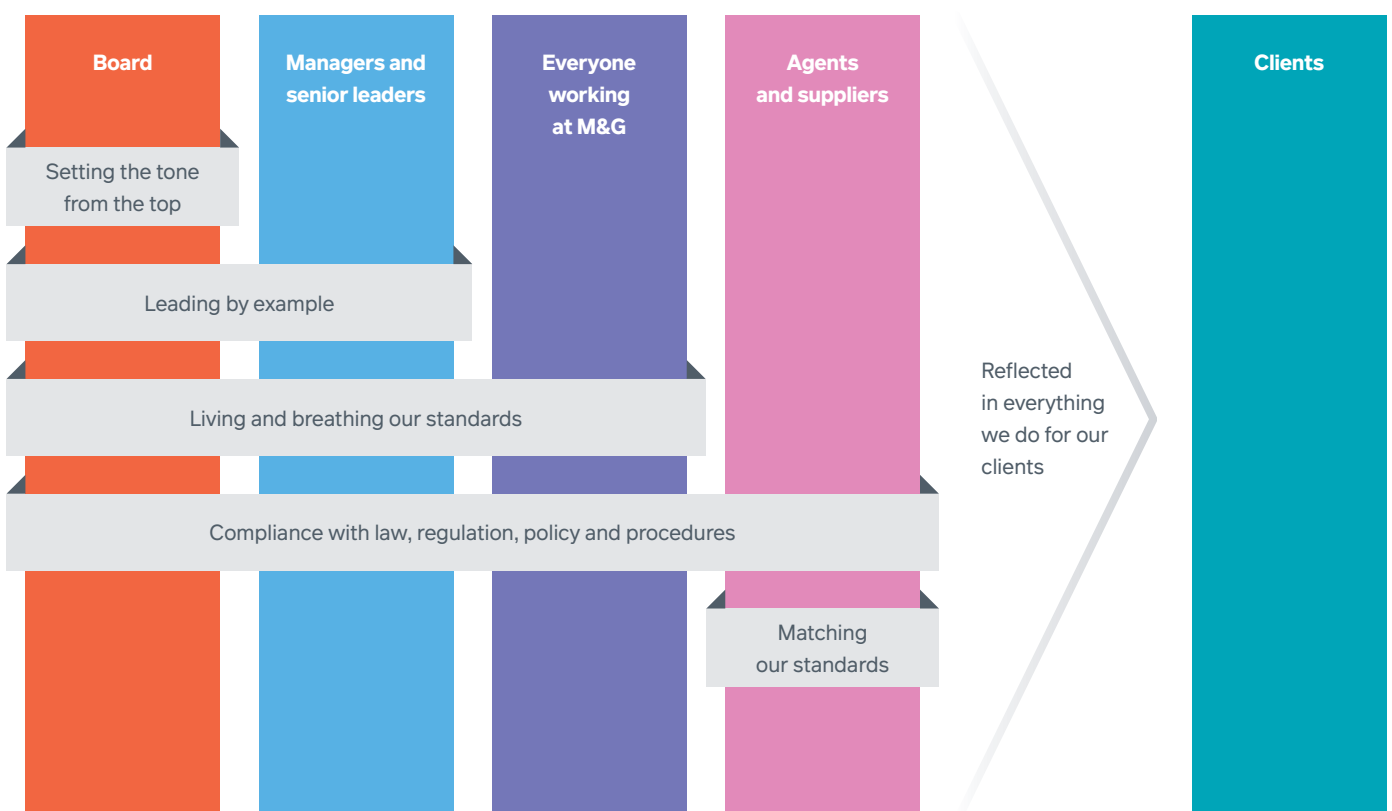 Board
Managers and
senior leaders
Everyone
working
at M&G
Agents
and suppliers
Clients
Setting the tone
from the top
Leading by example
Living and breathing our standards
Compliance with law, regulation, policy and procedures
Matching
our standards
Reflected
in everything
we do for our
clients